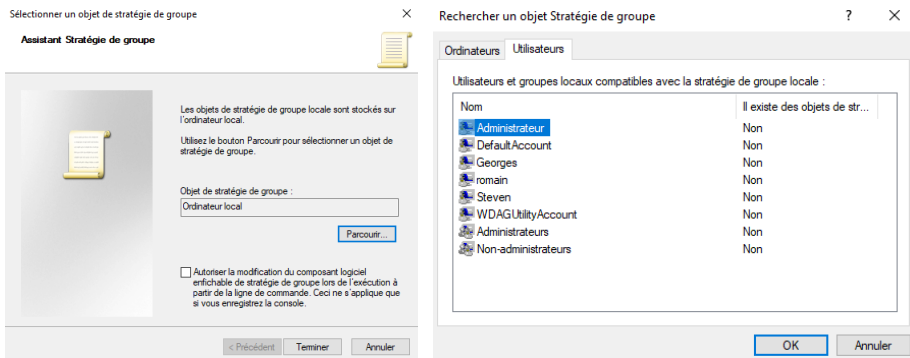 Sélectionner un objet de stratégie de groupe
Assistant Stratégie de groupe
Les objets de stratégie de groupe locale sont stockés sur
l'ordinateur local.
Utilisez le bouton Parcourir pour sélectionner un objet de
stratégie de groupe.
Objet de stratégie de groupe :
Ordinateur local
Parcourir...
Autoriser la modification du composant logiciel
enfichable de stratégie de groupe lors de l'exécution à
partir de la ligne de commande. Ceci ne s'applique que
si vous enregistrez la console.
< Précédent Terminer Annuler
Rechercher un objet Stratégie de groupe
Ordinateurs Utilisateurs
Utilisateurs et groupes locaux compatibles avec la stratégie de groupe locale :
Nom Il existe des objets de str...
Administrateur Non
DefaultAccount Non
Georges Non
romain Non
Steven Non
WDAGUtilityAccount Non
Administrateurs Non
Non-administrateurs Non
OK Annuler